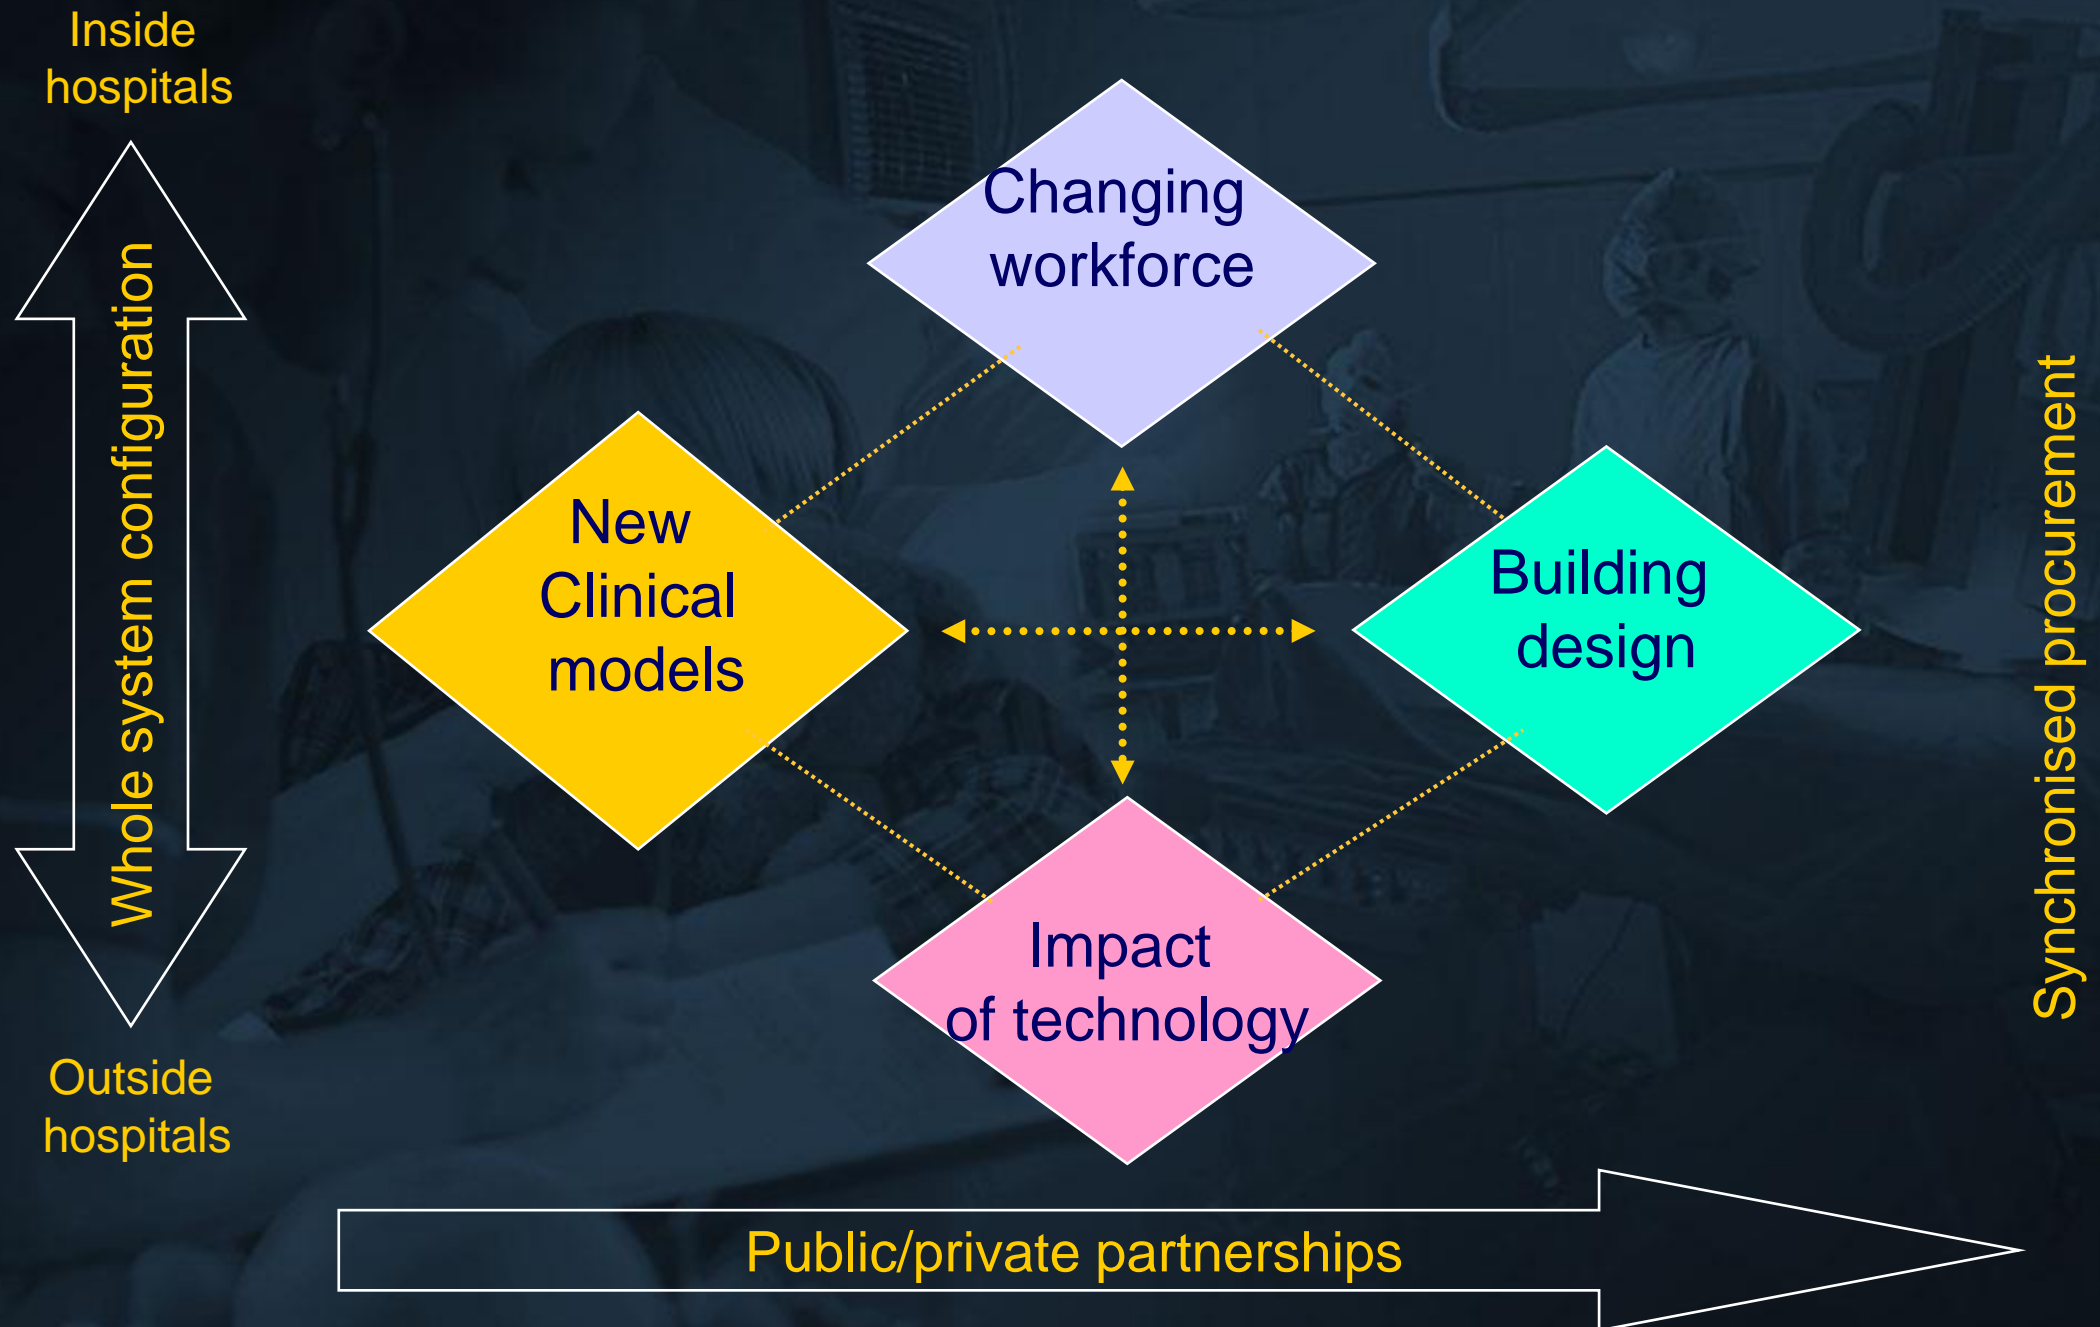 Inside
hospitals
Whole system configuration
Outside
hospitals
Changing
workforce
New
Clinical
models
Building
design
Impact
of technology
Synchronised procurement
Public/private partnerships